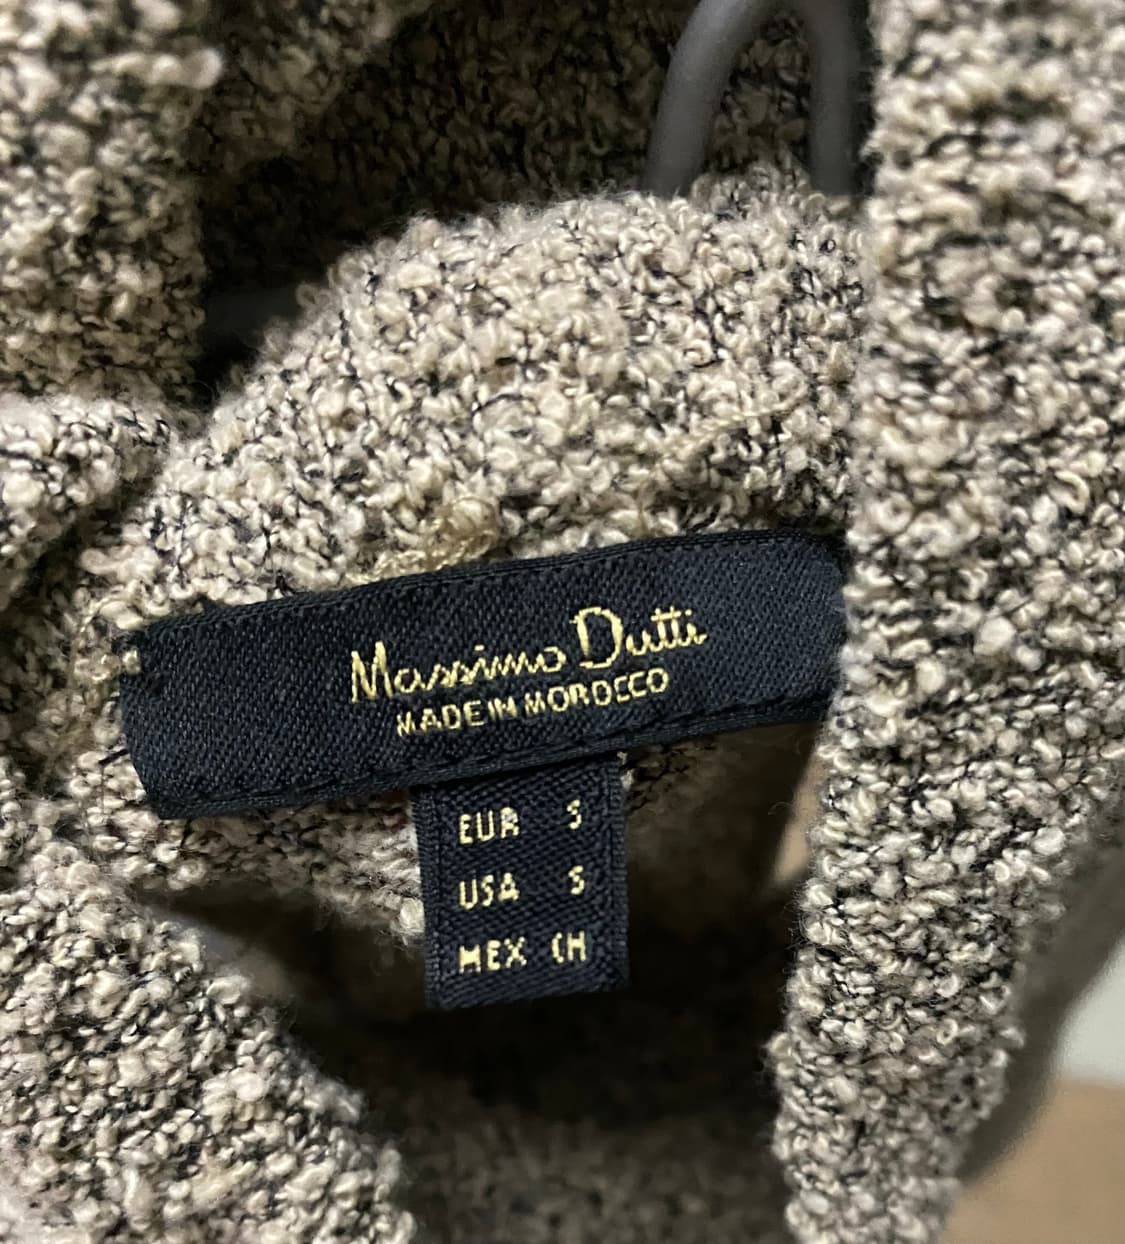 Massimo Dutti
MADE IN MOROCCO
EUR S
USA S
MEX CH